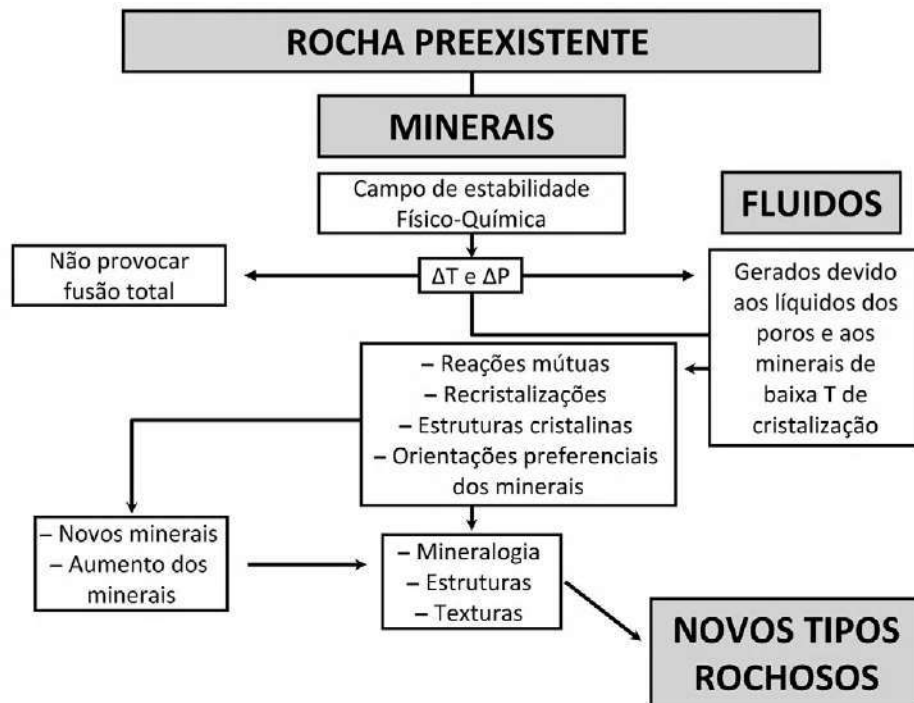 ROCHA PREEXISTENTE
MINERAIS
Campo de estabilidade
Físico-Química
FLUIDOS
Não provocar
fusão total
ΔT e ΔP
Gerados devido
aos líquidos dos
poros e aos
minerais de
baixa T de
cristalização
– Reações mútuas
– Recristalizações
– Estruturas cristalinas
– Orientações preferenciais
dos minerais
– Novos minerais
– Aumento dos
minerais
– Mineralogia
– Estruturas
– Texturas
NOVOS TIPOS
ROCHOSOS